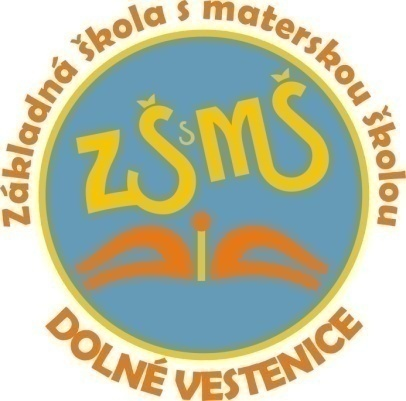 Základná škola s materskou školou
ZŠsMŠ
DOLNÉ VESTENICE